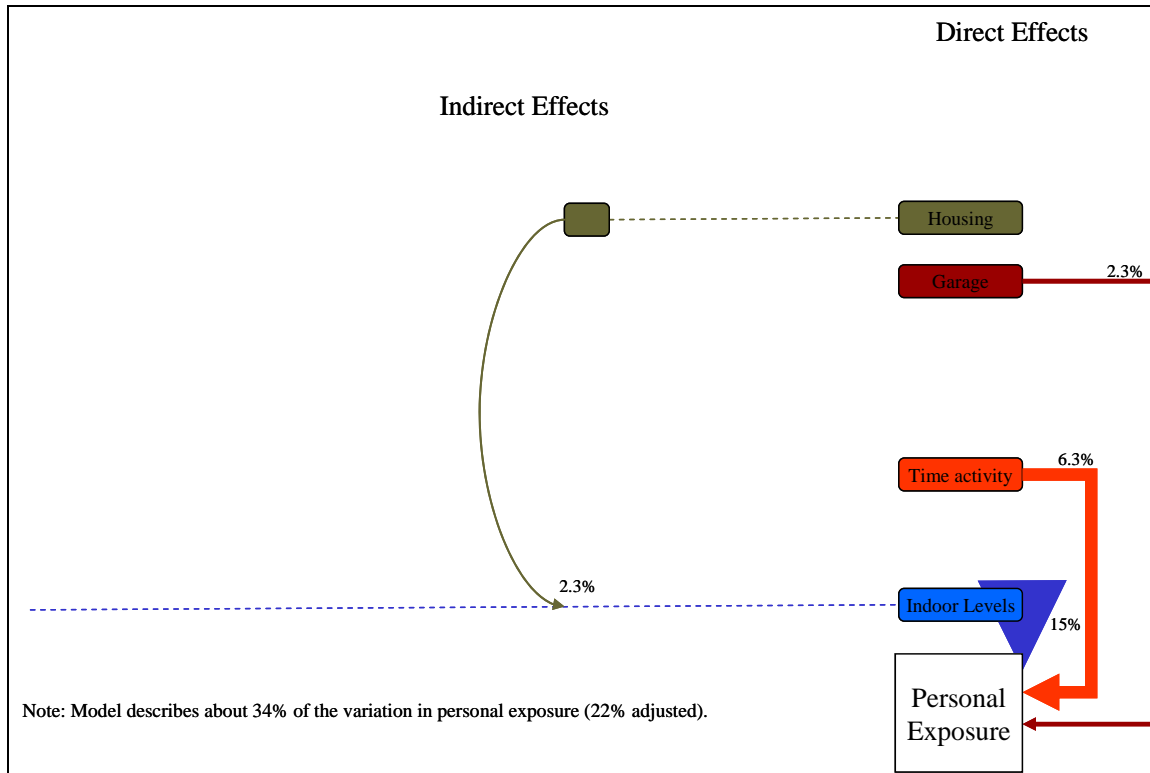 Direct Effects
Indirect Effects
Housing
Garage
2.3%
Time activity
6.3%
2.3%
Indoor Levels
15%
Personal
Exposure
Note: Model describes about 34% of the variation in personal exposure (22% adjusted).